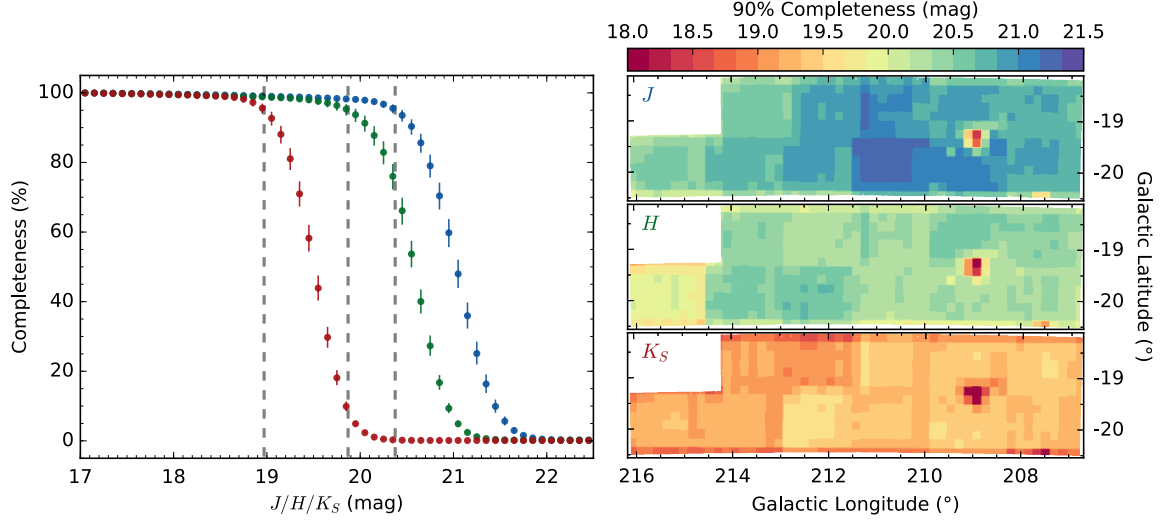 90% Completeness (mag)
18.0 18.5 19.0 19.5 20.0 20.5 21.0 21.5
Completeness (%)
100
80
60
40
20
0
17 18 19 20 21 22
J/H/K_S (mag)
J
-19
-20
H
-19
-20
K_S
-19
-20
Galactic Latitude (°)
216 214 212 210 208
Galactic Longitude (°)